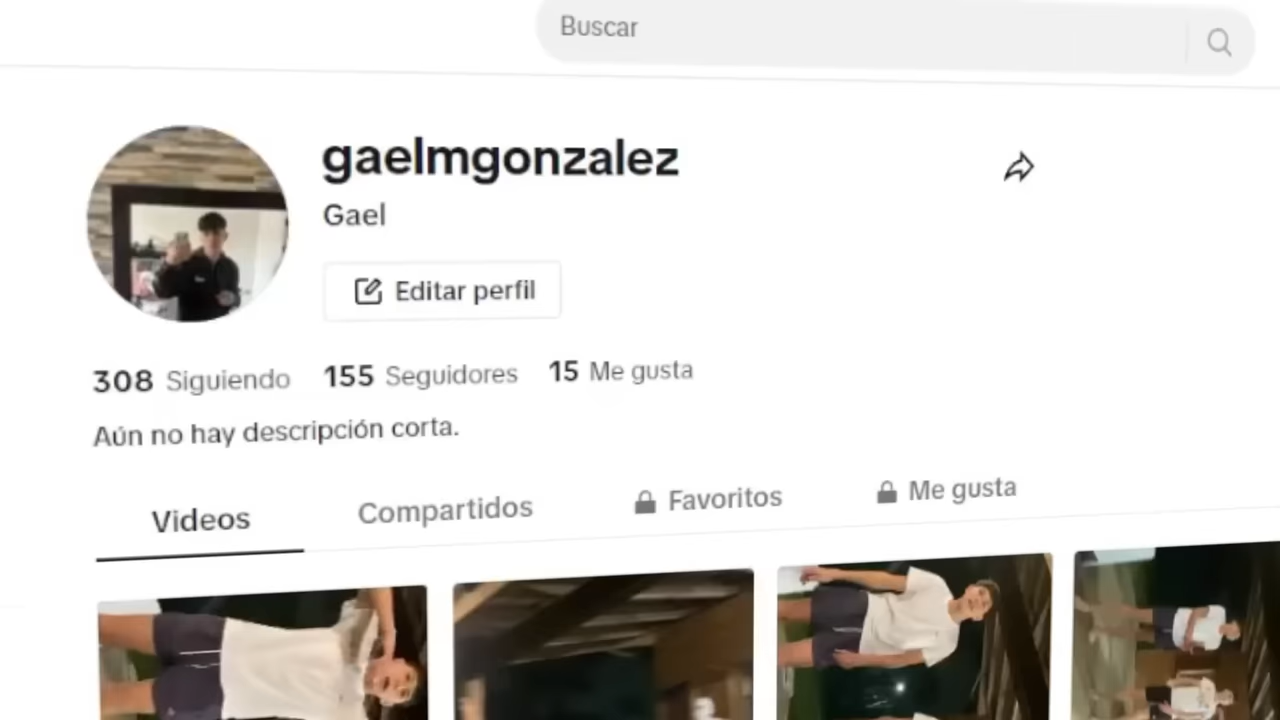 Buscar
gaelmgonzalez
Gael
Editar perfil
308 Siguiendo 155 Seguidores 15 Me gusta
Aún no hay descripción corta.
Videos Compartidos Favoritos Me gusta